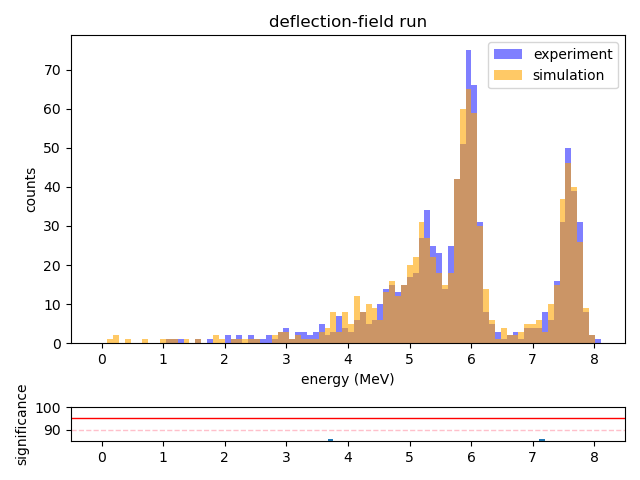 deflection-field run
experiment
simulation
counts
70
60
50
40
30
20
10
0
0 1 2 3 4 5 6 7 8
energy (MeV)
significance
100
90
0 1 2 3 4 5 6 7 8